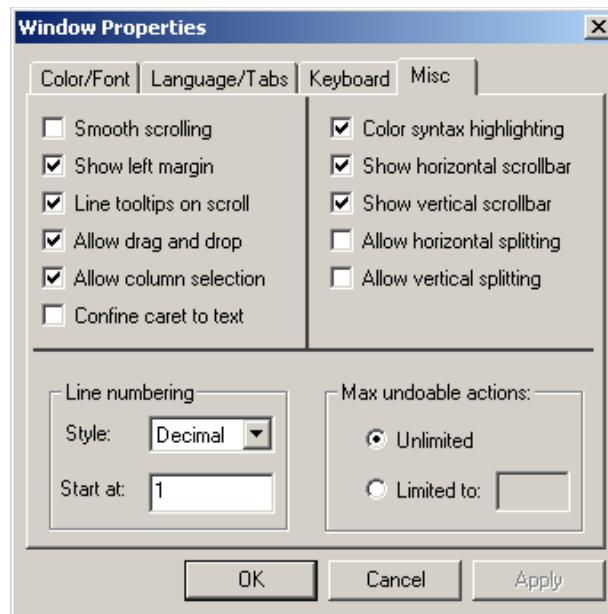 Window Properties
Color/Font Language/Tabs Keyboard Misc
Smooth scrolling
Show left margin
Line tooltips on scroll
Allow drag and drop
Allow column selection
Confine caret to text
Color syntax highlighting
Show horizontal scrollbar
Show vertical scrollbar
Allow horizontal splitting
Allow vertical splitting
Line numbering
Style: Decimal
Start at: 1
Max undoable actions:
Unlimited
Limited to:
OK Cancel Apply